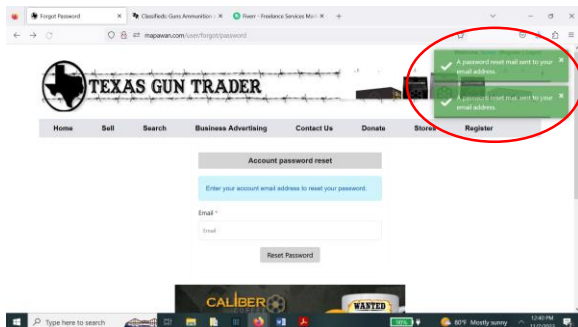 Forgot Password
Classifieds: Guns Ammunition
Fiverr - Freelance Services Mark
mapawan.com/user/forgot/password
A password reset mail sent to your
email address.
A password reset mail sent to your
email address.
TEXAS GUN TRADER
Home Sell Search Business Advertising Contact Us Donate Stores Register
Account password reset
Enter your account email address to reset your password.
Email *
Email
Reset Password
CALIBER
COFFEE
WANTED
Type here to search
80°F Mostly sunny
12:40 PM